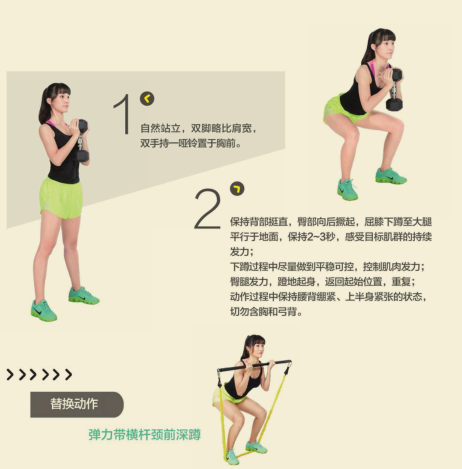 1
自然站立，双脚略比肩宽，
双手持一哑铃置于胸前。
2
保持背部挺直，臀部向后撅起，屈膝下蹲至大腿
平行于地面，保持2~3秒，感受目标肌群的持续
发力；
下蹲过程中尽量做到平稳可控，控制肌肉发力；
臀腿发力，蹬地起身，返回起始位置，重复；
动作过程中保持腰背绷紧、上半身紧张的状态，
切勿含胸和弓背。
替换动作
弹力带横杆颈前深蹲